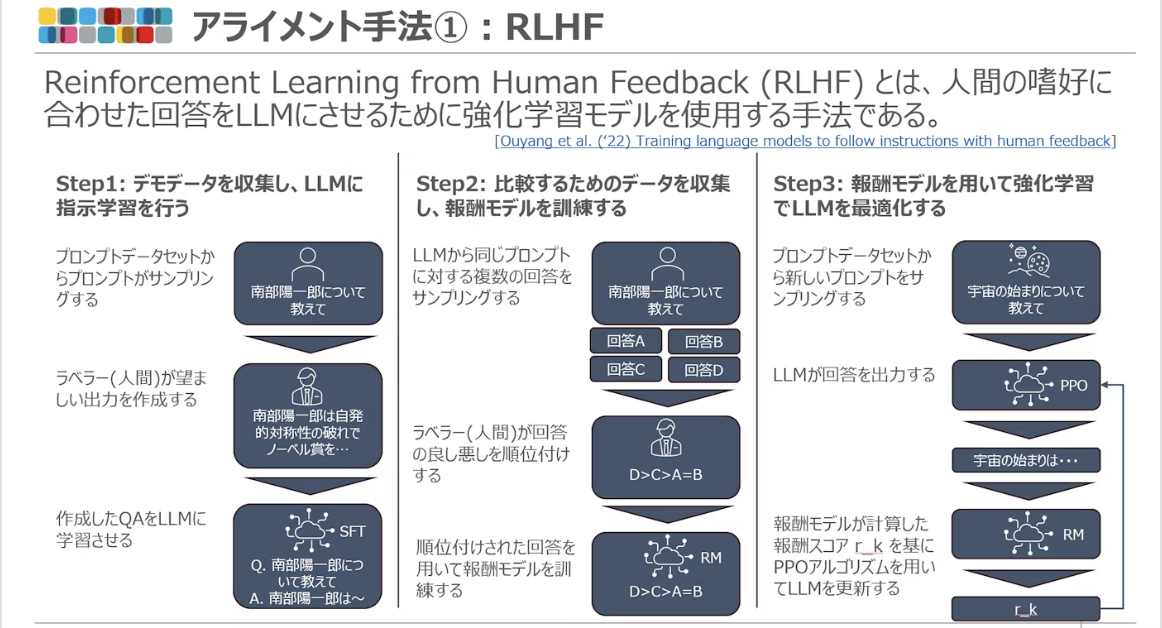 アライメント手法①：RLHF
Reinforcement Learning from Human Feedback (RLHF) とは、人間の嗜好に
合わせた回答をLLMにさせるために強化学習モデルを使用する手法である。
[Ouyang et al. ('22) Training language models to follow instructions with human feedback]
Step1: デモデータを収集し、LLMに
指示学習を行う
プロンプトデータセットか
らプロンプトがサンプリン
グする
南部陽一郎について
教えて
ラベラー(人間)が望ま
しい出力を作成する
南部陽一郎は自発
的対称性の破れで
ノーベル賞を…
作成したQAをLLMに
学習させる
SFT
Q. 南部陽一郎につ
いて教えて
A. 南部陽一郎は～
Step2: 比較するためのデータを収集
し、報酬モデルを訓練する
LLMから同じプロンプト
に対する複数の回答を
サンプリングする
南部陽一郎について
教えて
回答A
回答B
回答C
回答D
ラベラー(人間)が回答
の良し悪しを順位付け
する
D>C>A=B
順位付けされた回答を
用いて報酬モデルを訓
練する
RM
D>C>A=B
Step3: 報酬モデルを用いて強化学習
でLLMを最適化する
プロンプトデータセットか
ら新しいプロンプトをサ
ンプリングする
宇宙の始まりについて
教えて
LLMが回答を出力する
PPO
宇宙の始まりは・・・
報酬モデルが計算した
報酬スコア r_k を基に
PPOアルゴリズムを用い
てLLMを更新する
RM
r_k